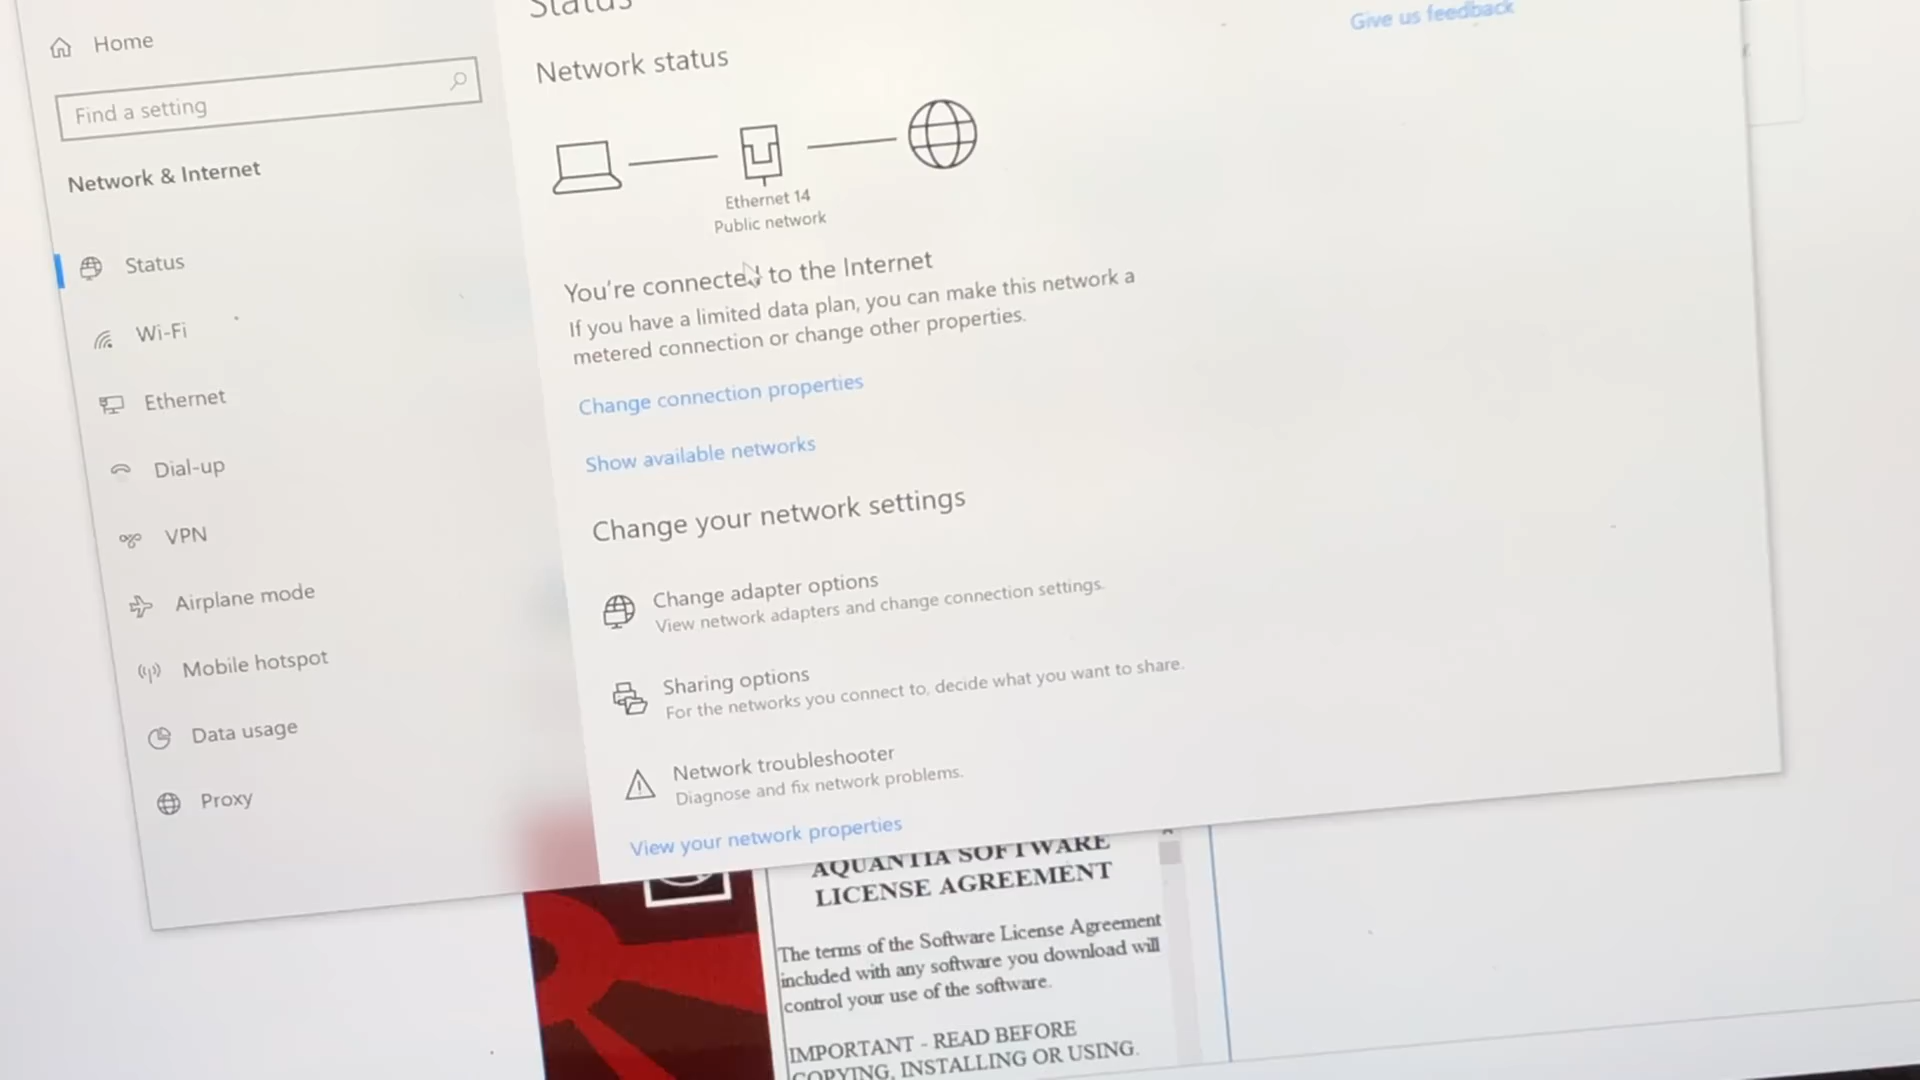 Status
Give us feedback
Home
Find a setting
Network & Internet
Status
Wi-Fi
Ethernet
Dial-up
VPN
Airplane mode
Mobile hotspot
Data usage
Proxy
Network status
Ethernet 14
Public network
You're connected to the Internet
If you have a limited data plan, you can make this network a
metered connection or change other properties.
Change connection properties
Show available networks
Change your network settings
Change adapter options
View network adapters and change connection settings.
Sharing options
For the networks you connect to, decide what you want to share.
Network troubleshooter
Diagnose and fix network problems.
View your network properties
AQUANTIA SOFTWARE
LICENSE AGREEMENT
The terms of the Software License Agreement
included with any software you download will
control your use of the software.
IMPORTANT - READ BEFORE
COPYING, INSTALLING OR USING.